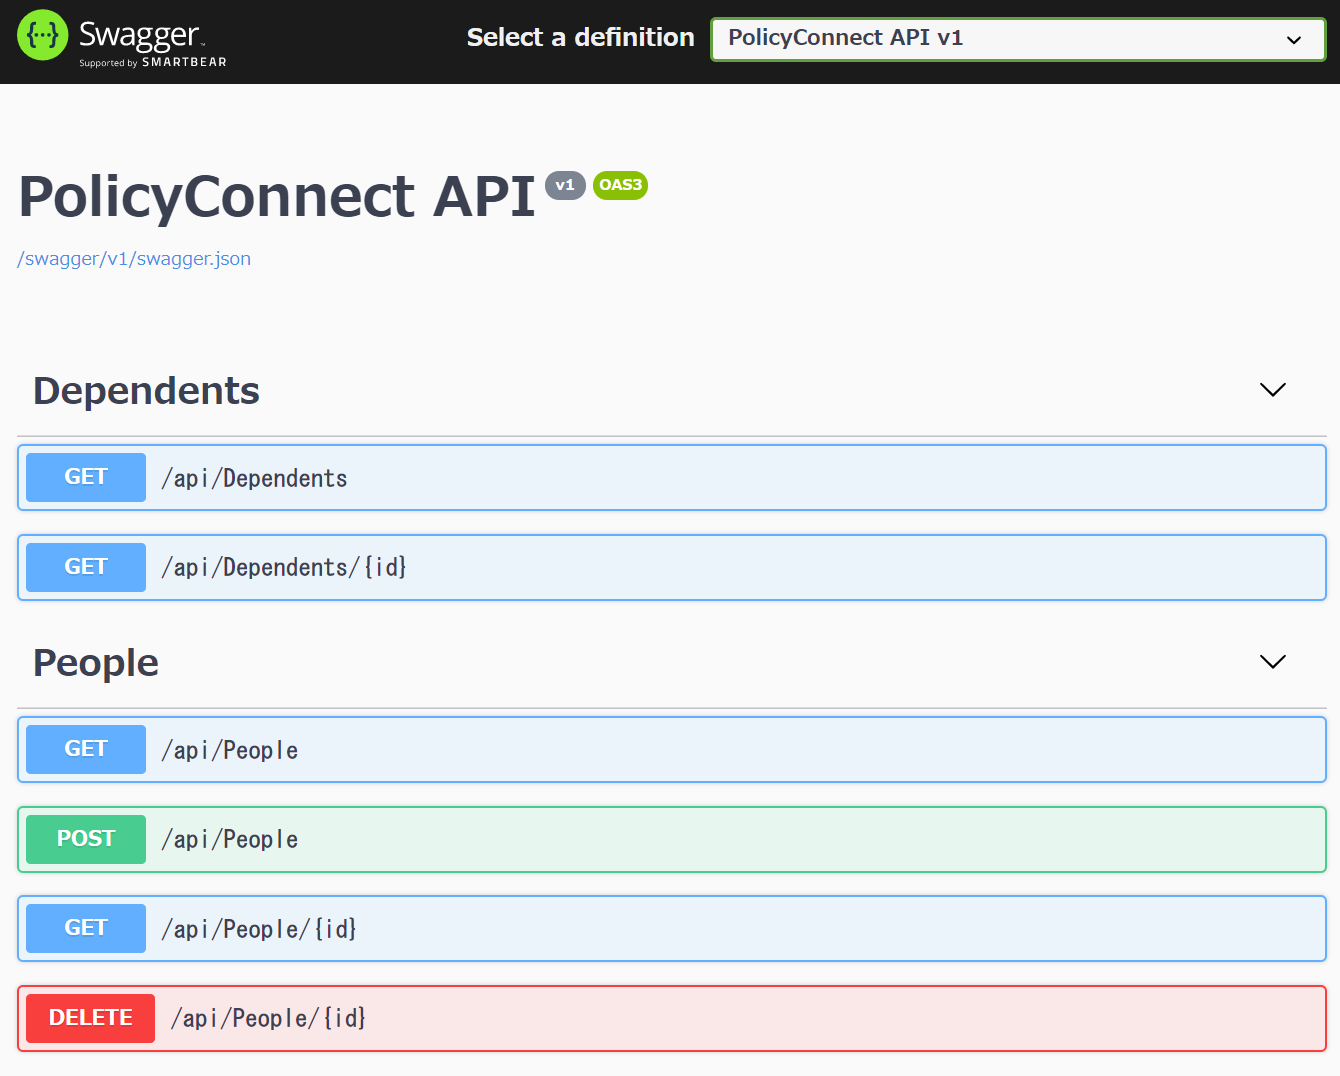 {...} Swagger™
Supported by SMARTBEAR
Select a definition
PolicyConnect API v1
PolicyConnect API v1 OAS3
/swagger/v1/swagger.json
Dependents
GET /api/Dependents
GET /api/Dependents/{id}
People
GET /api/People
POST /api/People
GET /api/People/{id}
DELETE /api/People/{id}